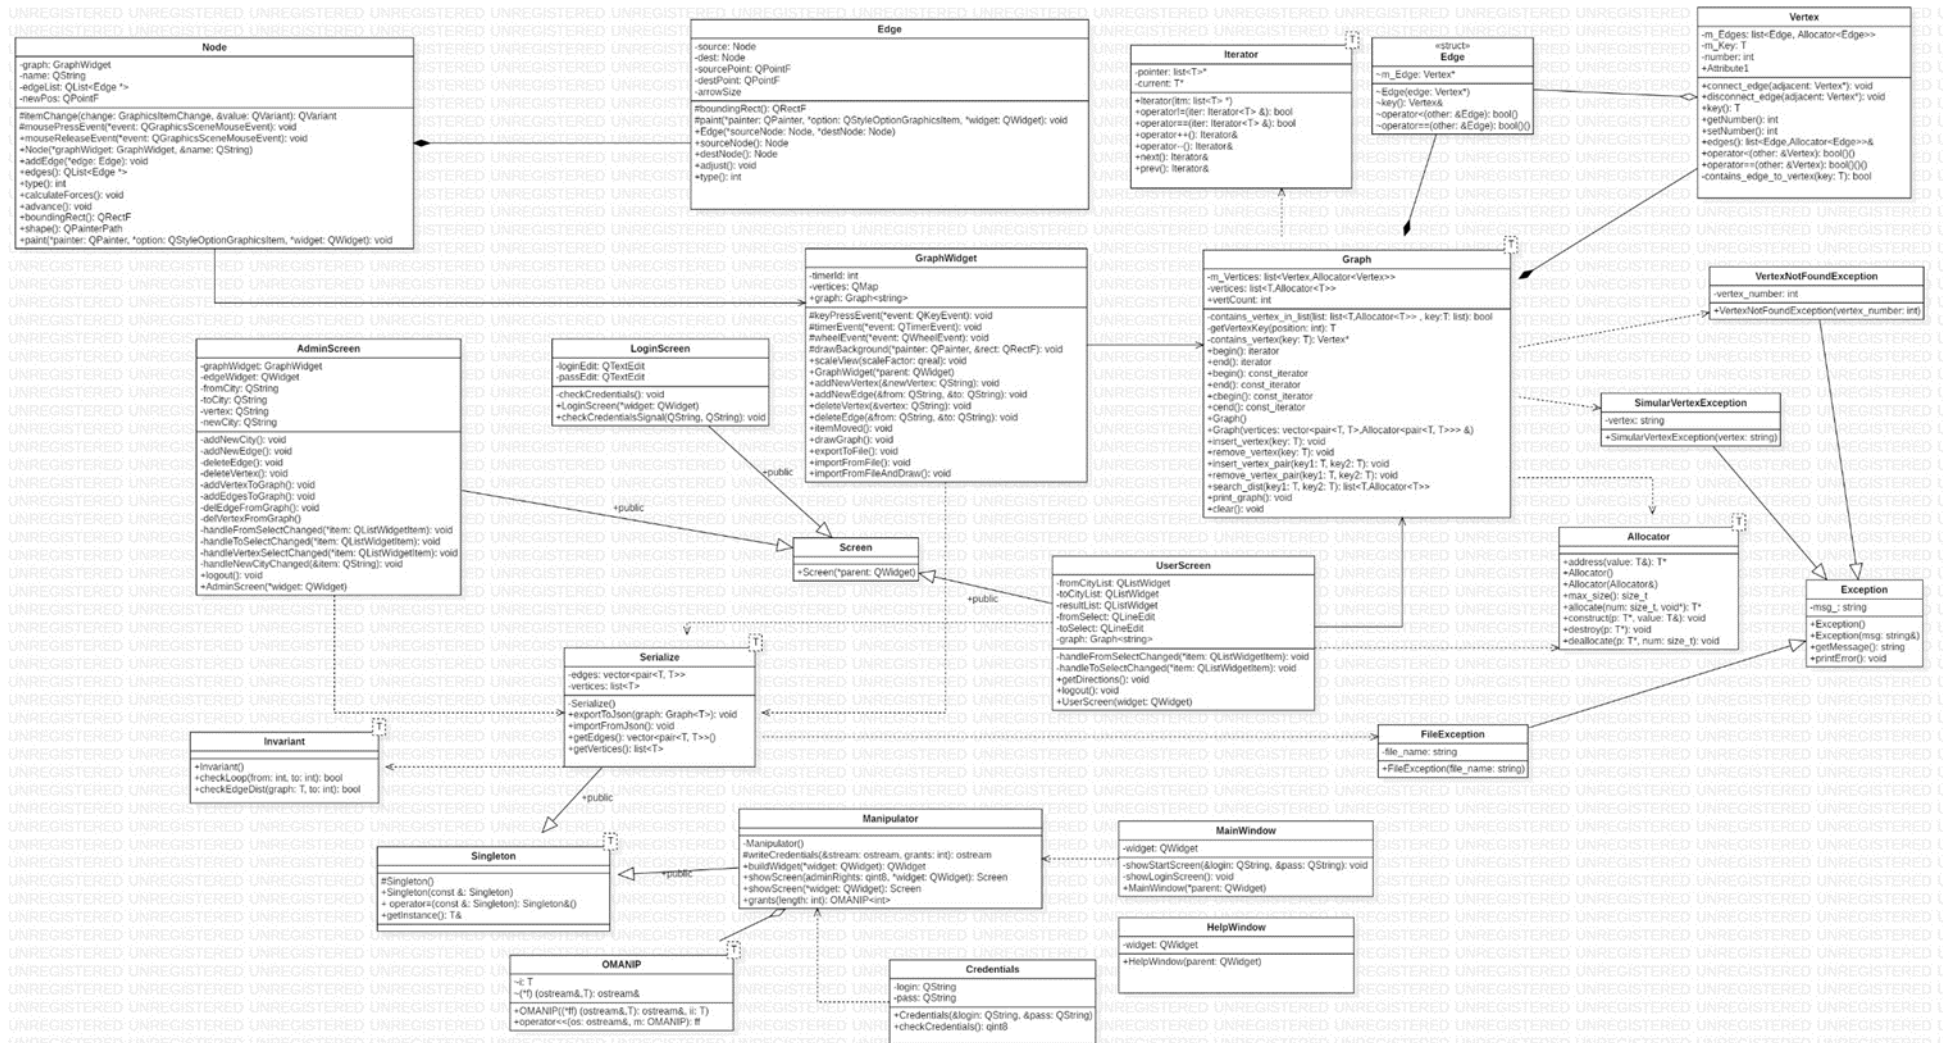 UNREGISTERED
Node
-graph: GraphWidget
-name: QString
-edgeList: QList<Edge *>
-newPos: QPointF
#itemChange(change: GraphicsItemChange, &value: QVariant): QVariant
#mousePressEvent(*event: QGraphicsSceneMouseEvent): void
+mouseReleaseEvent(*event: QGraphicsSceneMouseEvent): void
+Node(*graphWidget: GraphWidget, &name: QString)
+addEdge(*edge: Edge): void
+edges(): QList<Edge *>
+type(): int
+calculateForces(): void
+advance(): void
+boundingRect(): QRectF
+shape(): QPainterPath
+paint(*painter: QPainter, *option: QStyleOptionGraphicsItem, *widget: QWidget): void
Edge
-source: Node
-dest: Node
-sourcePoint: QPointF
-destPoint: QPointF
-arrowSize
#boundingRect(): QRectF
#paint(*painter: QPainter, *option: QStyleOptionGraphicsItem, *widget: QWidget): void
+Edge(*sourceNode: Node, *destNode: Node)
+sourceNode(): Node
+destNode(): Node
+adjust(): void
+type(): int
T
Iterator
-pointer: list<T>*
-current: T*
+Iterator(itm: list<T> *)
+operator!=(iter: Iterator<T> &): bool
+operator==(iter: Iterator<T> &): bool
+operator++(): Iterator&
+operator--(): Iterator&
+next(): Iterator&
+prev(): Iterator&
«struct»
Edge
~m_Edge: Vertex*
~Edge(edge: Vertex*)
~key(): Vertex&
~operator<(other: &Edge): bool()
~operator==(other: &Edge): bool()()
Vertex
-m_Edges: list<Edge, Allocator<Edge>>
-m_Key: T
-number: int
+Attribute1
+connect_edge(adjacent: Vertex*): void
+disconnect_edge(adjacent: Vertex*): void
+key(): T
+getNumber(): int
+setNumber(): int
+edges(): list<Edge,Allocator<Edge>>&
+operator<(other: &Vertex): bool()()
+operator==(other: &Vertex): bool()()()
-contains_edge_to_vertex(key: T): bool
GraphWidget
-timerId: int
-vertices: QMap
+graph: Graph<string>
#keyPressEvent(*event: QKeyEvent): void
#timerEvent(*event: QTimerEvent): void
#wheelEvent(*event: QWheelEvent): void
#drawBackground(*painter: QPainter, &rect: QRectF): void
+scaleView(scaleFactor: qreal): void
+GraphWidget(*parent: QWidget)
+addNewVertex(&newVertex: QString): void
+addNewEdge(&from: QString, &to: QString): void
+deleteVertex(&vertex: QString): void
+deleteEdge(&from: QString, &to: QString): void
+itemMoved(): void
+drawGraph(): void
+exportToFile(): void
+importFromFile(): void
+importFromFileAndDraw(): void
T
Graph
-m_Vertices: list<Vertex,Allocator<Vertex>>
-vertices: list<T,Allocator<T>>
+vertCount: int
-contains_vertex_in_list(list: list<T,Allocator<T>> , key:T: list): bool
-getVertexKey(position: int): T
-contains_vertex(key: T): Vertex*
+begin(): iterator
+end(): iterator
+begin(): const_iterator
+end(): const_iterator
+cbegin(): const_iterator
+cend(): const_iterator
+Graph()
+Graph(vertices: vector<pair<T, T>,Allocator<pair<T, T>>> &)
+insert_vertex(key: T): void
+remove_vertex(key: T): void
+insert_vertex_pair(key1: T, key2: T): void
+remove_vertex_pair(key1: T, key2: T): void
+search_dist(key1: T, key2: T): list<T,Allocator<T>>
+print_graph(): void
+clear(): void
VertexNotFoundException
-vertex_number: int
+VertexNotFoundException(vertex_number: int)
AdminScreen
-graphWidget: GraphWidget
-edgeWidget: QWidget
-fromCity: QString
-toCity: QString
-vertex: QString
-newCity: QString
-addNewCity(): void
-addNewEdge(): void
-deleteEdge(): void
-deleteVertex(): void
-addVertexToGraph(): void
-addEdgesToGraph(): void
-delEdgeFromGraph(): void
-delVertexFromGraph()
-handleFromSelectChanged(*item: QListWidgetItem): void
-handleToSelectChanged(*item: QListWidgetItem): void
-handleVertexSelectChanged(*item: QListWidgetItem): void
-handleNewCityChanged(&item: QString): void
+logout(): void
+AdminScreen(*widget: QWidget)
LoginScreen
-loginEdit: QTextEdit
-passEdit: QTextEdit
-checkCredentials(): void
+LoginScreen(*widget: QWidget)
+checkCredentialsSignal(QString, QString): void
+public
+public
SimularVertexException
-vertex: string
+SimularVertexException(vertex: string)
Screen
+Screen(*parent: QWidget)
+public
UserScreen
-fromCityList: QListWidget
-toCityList: QListWidget
-resultList: QListWidget
-fromSelect: QLineEdit
-toSelect: QLineEdit
-graph: Graph<string>
-handleFromSelectChanged(*item: QListWidgetItem): void
-handleToSelectChanged(*item: QListWidgetItem): void
+getDirections(): void
+logout(): void
+UserScreen(widget: QWidget)
T
Allocator
+address(value: T&): T*
+Allocator()
+Allocator(Allocator&)
+max_size(): size_t
+allocate(num: size_t, void*): T*
+construct(p: T*, value: T&): void
+destroy(p: T*): void
+deallocate(p: T*, num: size_t): void
Exception
-msg_: string
+Exception()
+Exception(msg: string&)
+getMessage(): string
+printError(): void
T
Serialize
-edges: vector<pair<T, T>>
-vertices: list<T>
-Serialize()
+exportToJson(graph: Graph<T>): void
+importFromJson(): void
+getEdges(): vector<pair<T, T>>()
+getVertices(): list<T>
T
Invariant
+Invariant()
+checkLoop(from: int, to: int): bool
+checkEdgeDist(graph: T, to: int): bool
FileException
-file_name: string
+FileException(file_name: string)
+public
T
Singleton
#Singleton()
+Singleton(const &: Singleton)
+ operator=(const &: Singleton): Singleton&()
+getInstance(): T&
+public
Manipulator
-Manipulator()
#writeCredentials(&stream: ostream, grants: int): ostream
+buildWidget(*widget: QWidget): QWidget
+showScreen(adminRights: qint8, *widget: QWidget): Screen
+showScreen(*widget: QWidget): Screen
+grants(length: int): OMANIP<int>
MainWindow
-widget: QWidget
-showStartScreen(&login: QString, &pass: QString): void
-showLoginScreen(): void
+MainWindow(*parent: QWidget)
HelpWindow
-widget: QWidget
+HelpWindow(parent: QWidget)
T
OMANIP
~i: T
~(*f) (ostream&,T): ostream&
+OMANIP((*ff) (ostream&,T): ostream&, ii: T)
+operator<<(os: ostream&, m: OMANIP): ff
Credentials
-login: QString
-pass: QString
+Credentials(&login: QString, &pass: QString)
+checkCredentials(): qint8